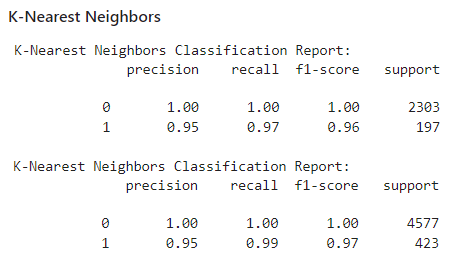 K-Nearest Neighbors
K-Nearest Neighbors Classification Report:
precision recall f1-score support
0 1.00 1.00 1.00 2303
1 0.95 0.97 0.96 197
K-Nearest Neighbors Classification Report:
precision recall f1-score support
0 1.00 1.00 1.00 4577
1 0.95 0.99 0.97 423